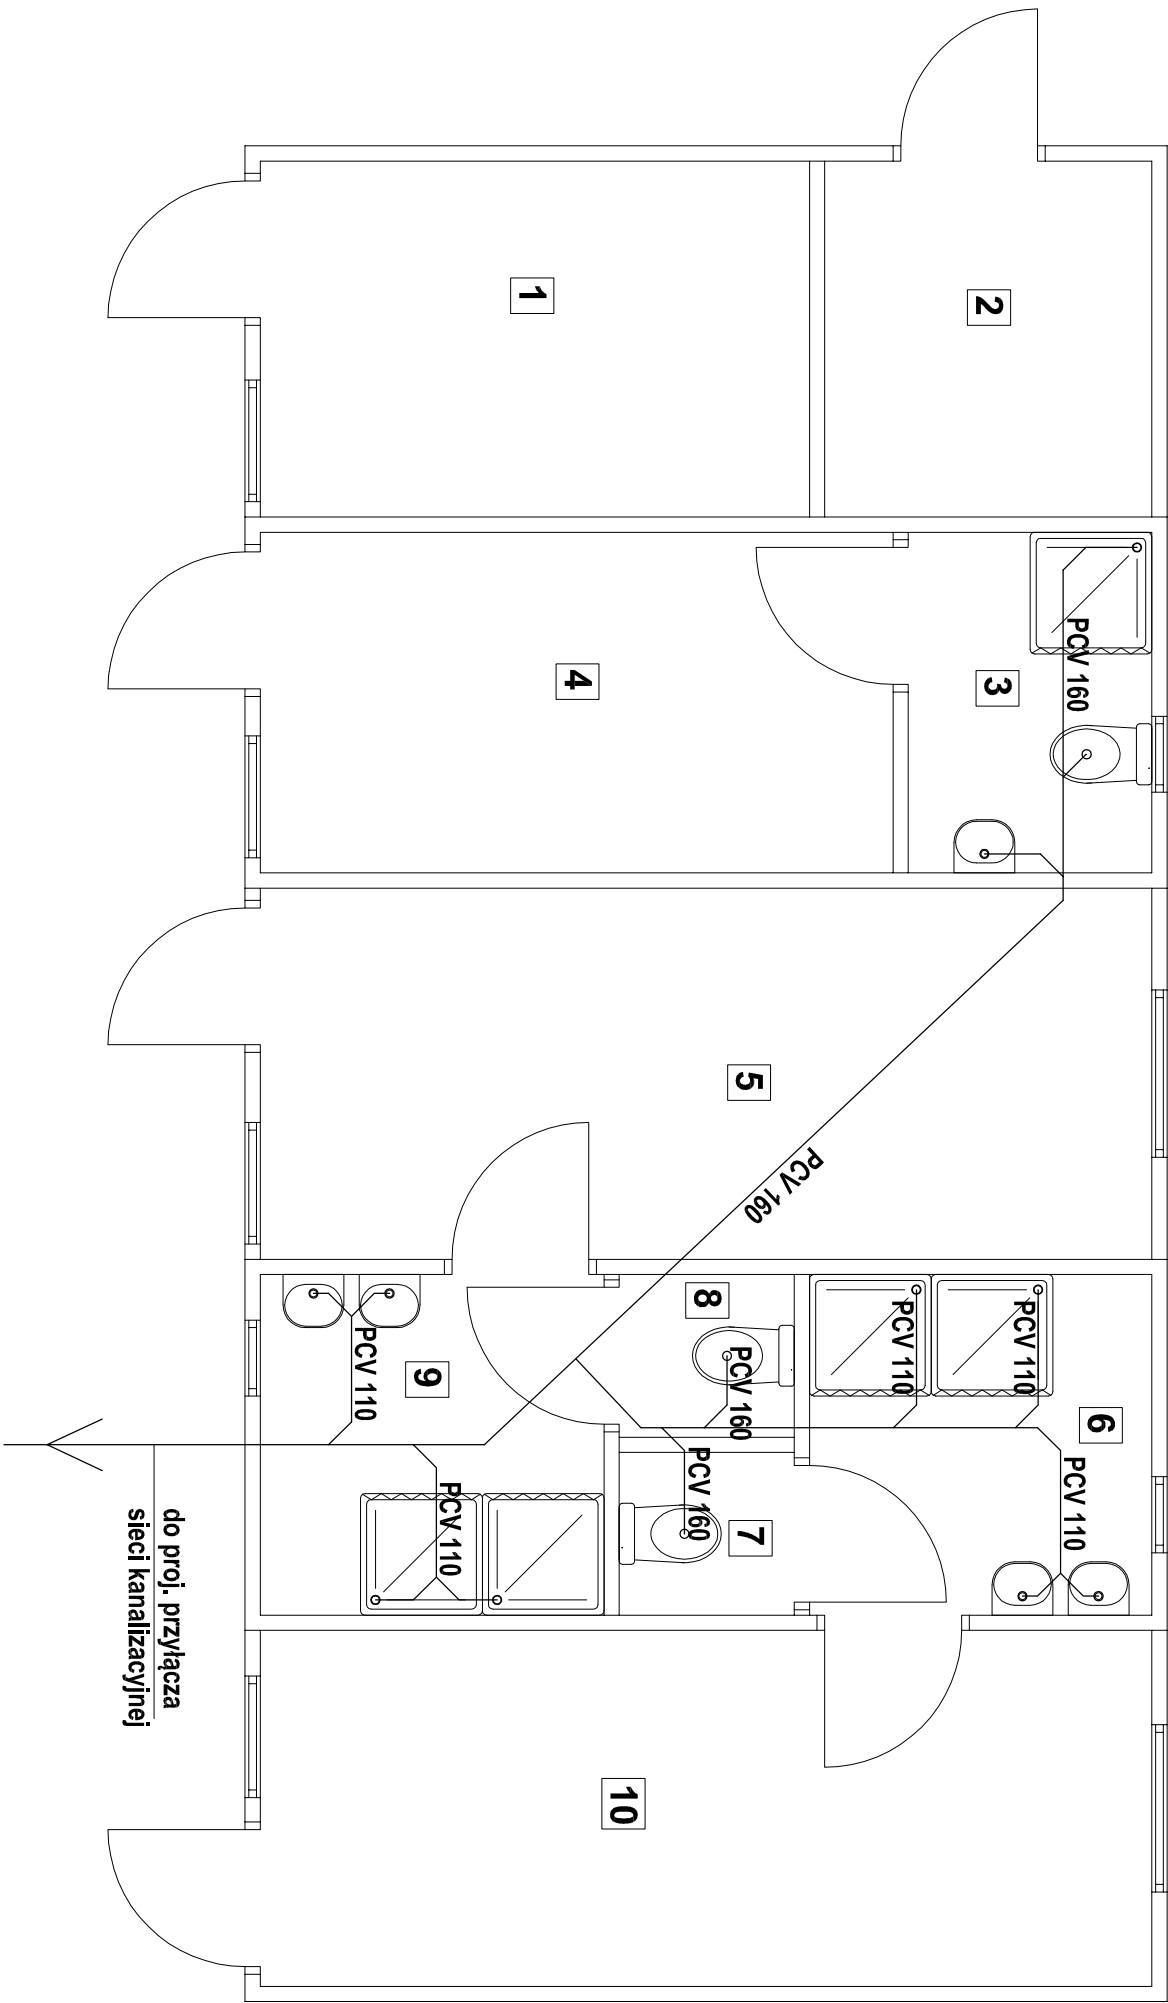 1
2
3
PCV 160
4
5
PCV 160
6
PCV 110
PCV 110
PCV 110
7
PCV 160
8
PCV 160
9
PCV 110
PCV 110
10
do proj. przyłącza
sieci kanalizacyjnej